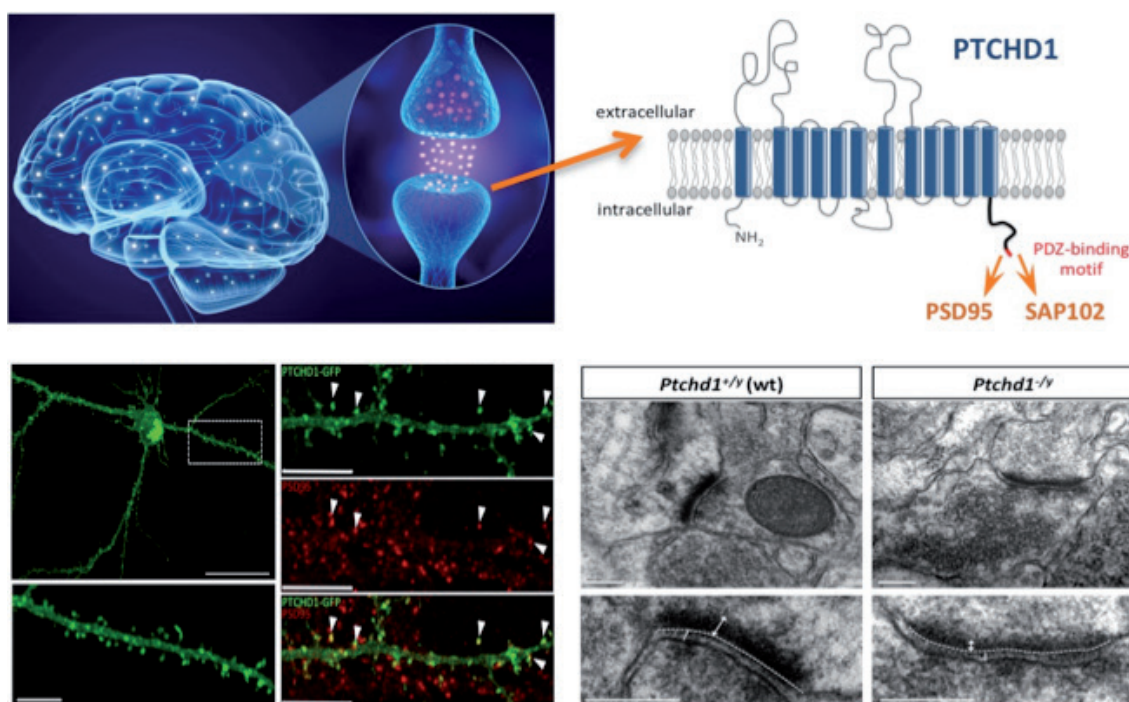 PTCHD1
extracellular
intracellular
NH2
PDZ-binding
motif
PSD95 SAP102
PTCHD1-GFP
PSD95
PTCHD1-GFP
PSD95
Ptchd1+/y (wt)
Ptchd1-/y